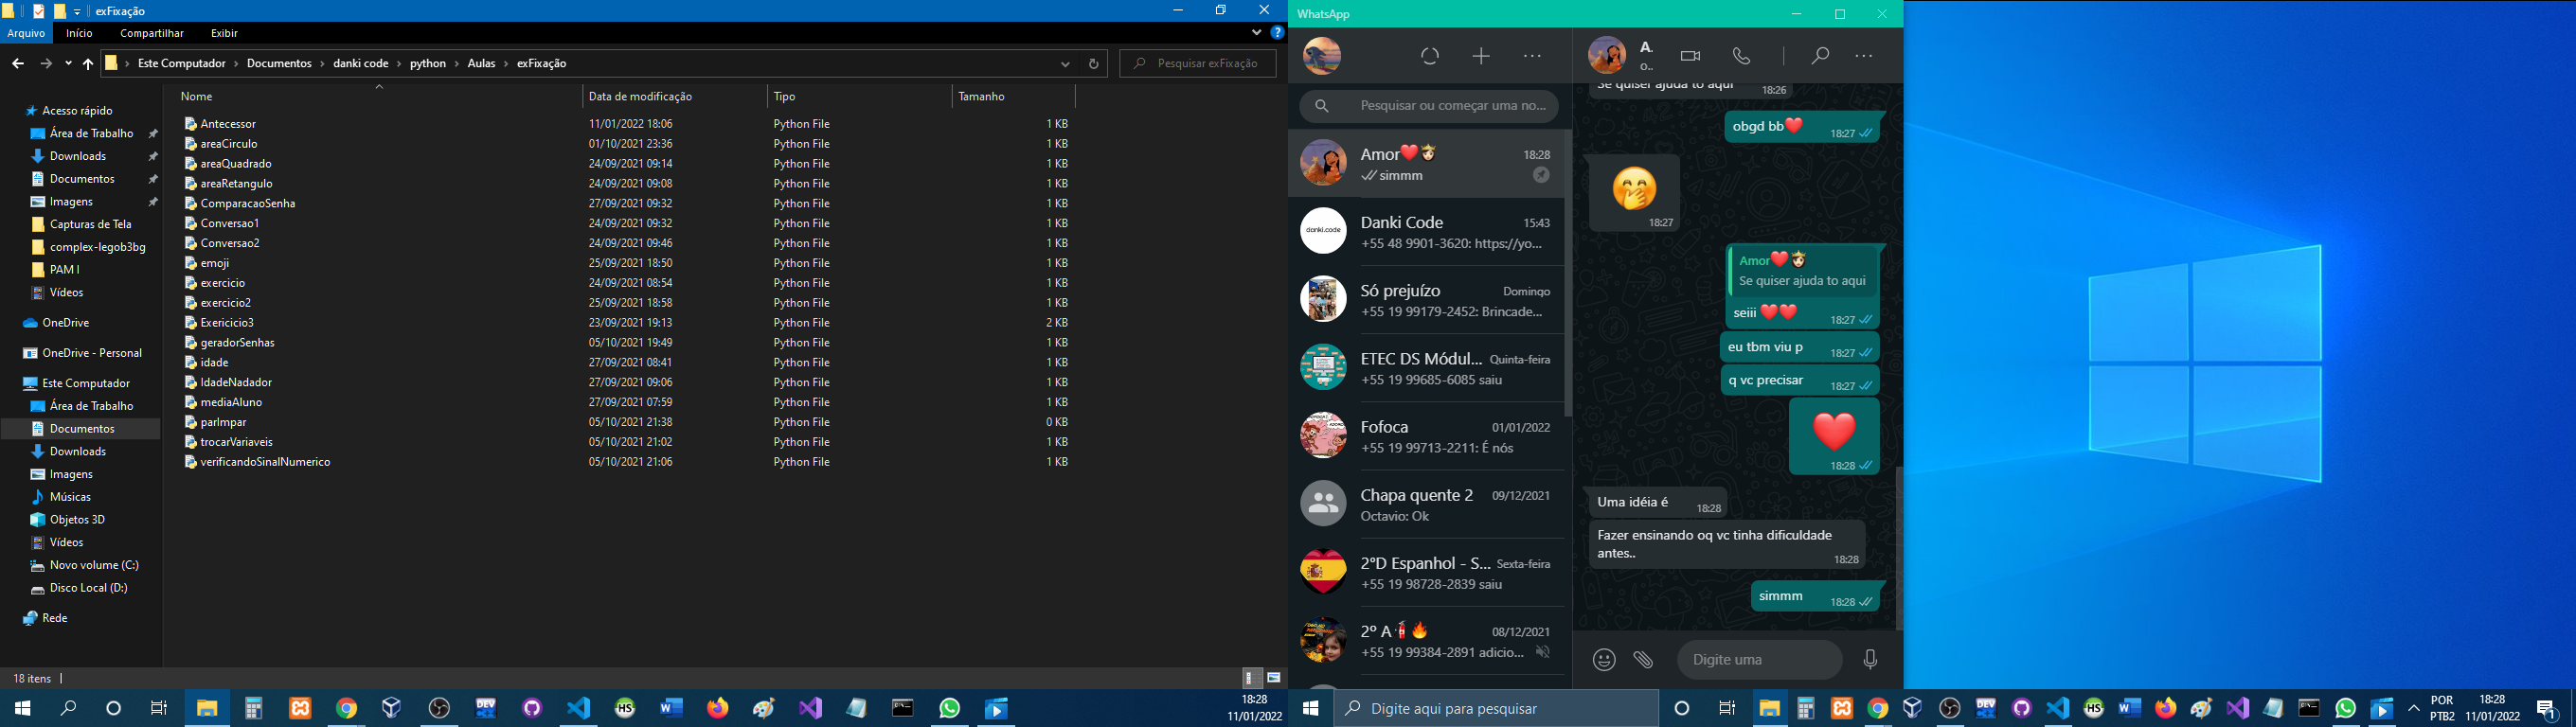 exFixação
Arquivo
Início
Compartilhar
Exibir
Este Computador › Documentos › danki code › python › Aulas › exFixação
Pesquisar exFixação
Acesso rápido
Área de Trabalho
Downloads
Documentos
Imagens
Capturas de Tela
complex-legob3bg
PAM I
Vídeos
OneDrive
OneDrive - Personal
Este Computador
Área de Trabalho
Documentos
Downloads
Imagens
Músicas
Objetos 3D
Vídeos
Novo volume (C:)
Disco Local (D:)
Rede
Nome Data de modificação Tipo Tamanho
Antecessor 11/01/2022 18:06 Python File 1 KB
areaCirculo 01/10/2021 23:36 Python File 1 KB
areaQuadrado 24/09/2021 09:14 Python File 1 KB
areaRetangulo 24/09/2021 09:08 Python File 1 KB
ComparacaoSenha 27/09/2021 09:32 Python File 1 KB
Conversao1 24/09/2021 09:32 Python File 1 KB
Conversao2 24/09/2021 09:46 Python File 1 KB
emoji 25/09/2021 18:50 Python File 1 KB
exercicio 24/09/2021 08:54 Python File 1 KB
exercicio2 25/09/2021 18:58 Python File 1 KB
Exericicio3 23/09/2021 19:13 Python File 2 KB
geradorSenhas 05/10/2021 19:49 Python File 1 KB
idade 27/09/2021 08:41 Python File 1 KB
IdadeNadador 27/09/2021 09:06 Python File 1 KB
mediaAluno 27/09/2021 07:59 Python File 1 KB
parImpar 05/10/2021 21:38 Python File 0 KB
trocarVariaveis 05/10/2021 21:02 Python File 1 KB
verificandoSinalNumerico 05/10/2021 21:06 Python File 1 KB
18 itens
DEV
HS
18:28
11/01/2022
WhatsApp
Pesquisar ou começar uma no...
Amor❤️👸🏻 18:28
simmm
danki.code
Danki Code 15:43
+55 48 9901-3620: https://yo...
Só prejuízo Domingo
+55 19 99179-2452: Brincade...
ETEC DS Módul... Quinta-feira
+55 19 99685-6085 saiu
Fofoca 01/01/2022
+55 19 99713-2211: É nós
Chapa quente 2 09/12/2021
Octavio: Ok
2ºD Espanhol - S... Sexta-feira
+55 19 98728-2839 saiu
2º A🧯🔥 08/12/2021
+55 19 99384-2891 adicio...
A.
o..
Se quiser ajuda to aqui 18:26
obgd bb❤️ 18:27
🤭
18:27
Amor❤️👸🏻
Se quiser ajuda to aqui
seiii ❤️❤️ 18:27
eu tbm viu p 18:27
q vc precisar 18:27
❤️
18:28
Uma idéia é 18:28
Fazer ensinando oq vc tinha dificuldade
antes.. 18:28
simmm 18:28
Digite uma
Digite aqui para pesquisar
DEV
HS
POR
PTB2
18:28
11/01/2022
1